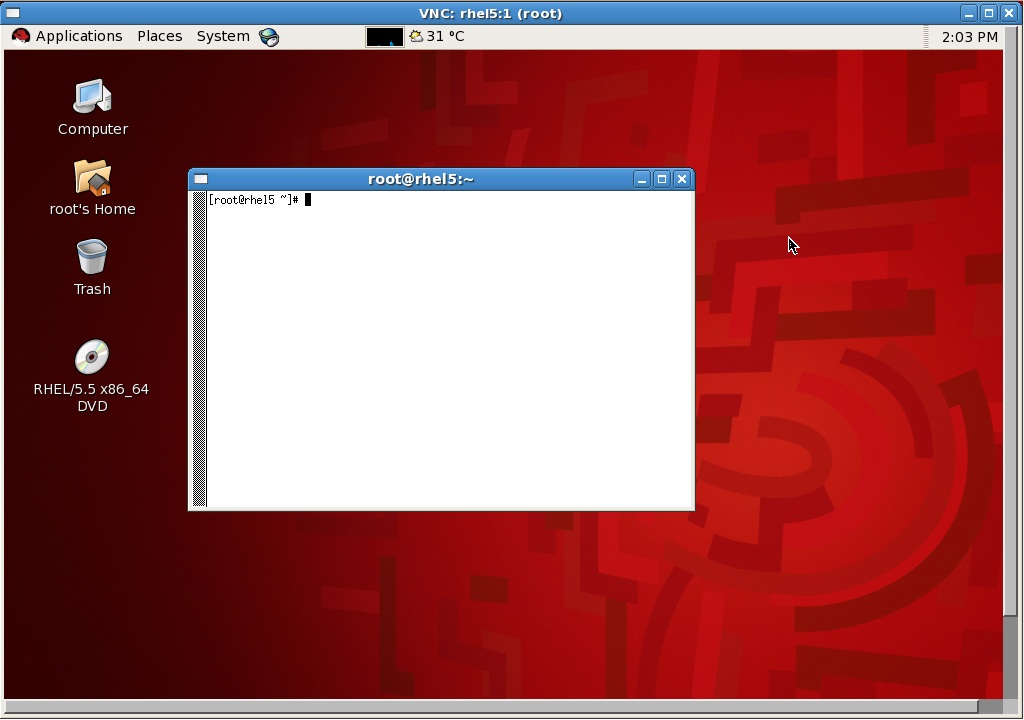 VNC: rhel5:1 (root)
Applications Places System 31 °C 2:03 PM
Computer
root's Home
Trash
RHEL/5.5 x86_64
DVD
root@rhel5:~
[root@rhel5 ~]#